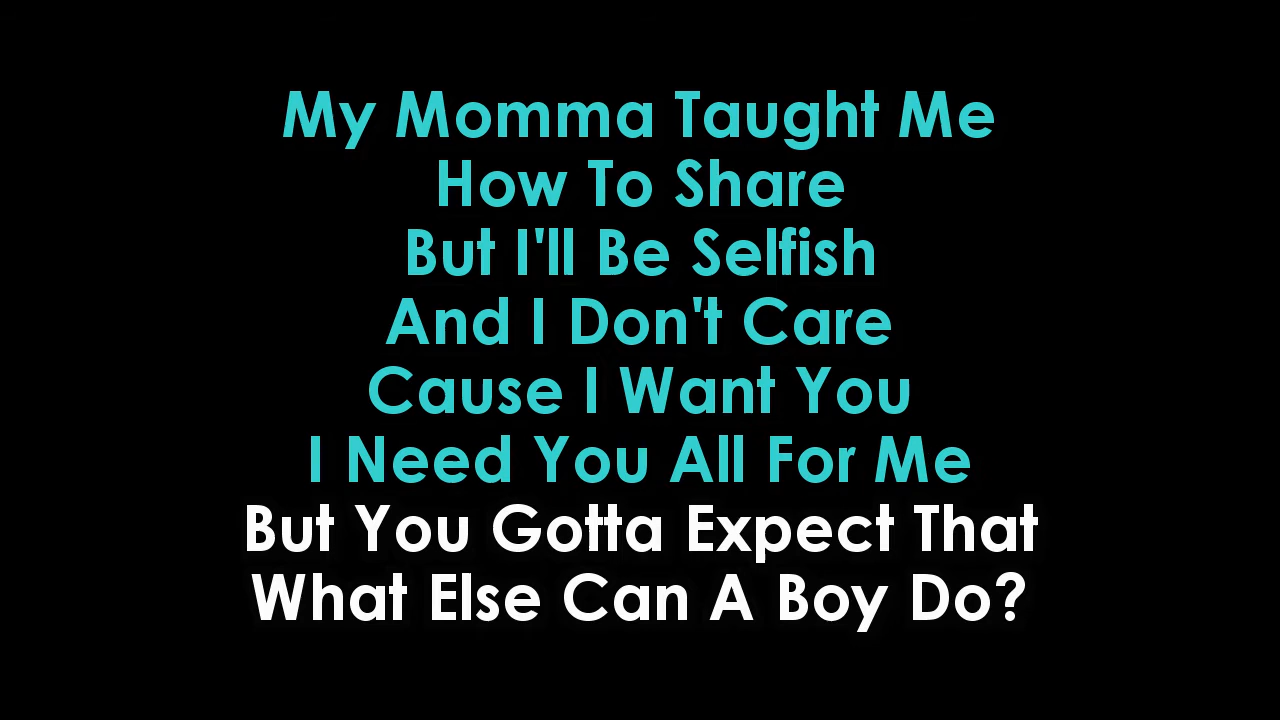 My Momma Taught Me
How To Share
But I'll Be Selfish
And I Don't Care
Cause I Want You
I Need You All For Me
But You Gotta Expect That
What Else Can A Boy Do?